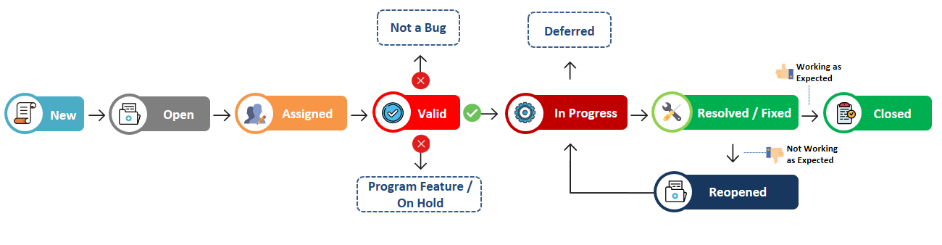 Not a Bug
Deferred
Working as
Expected
New
Open
Assigned
Valid
In Progress
Resolved / Fixed
Closed
Not Working
as Expected
Program Feature /
On Hold
Reopened